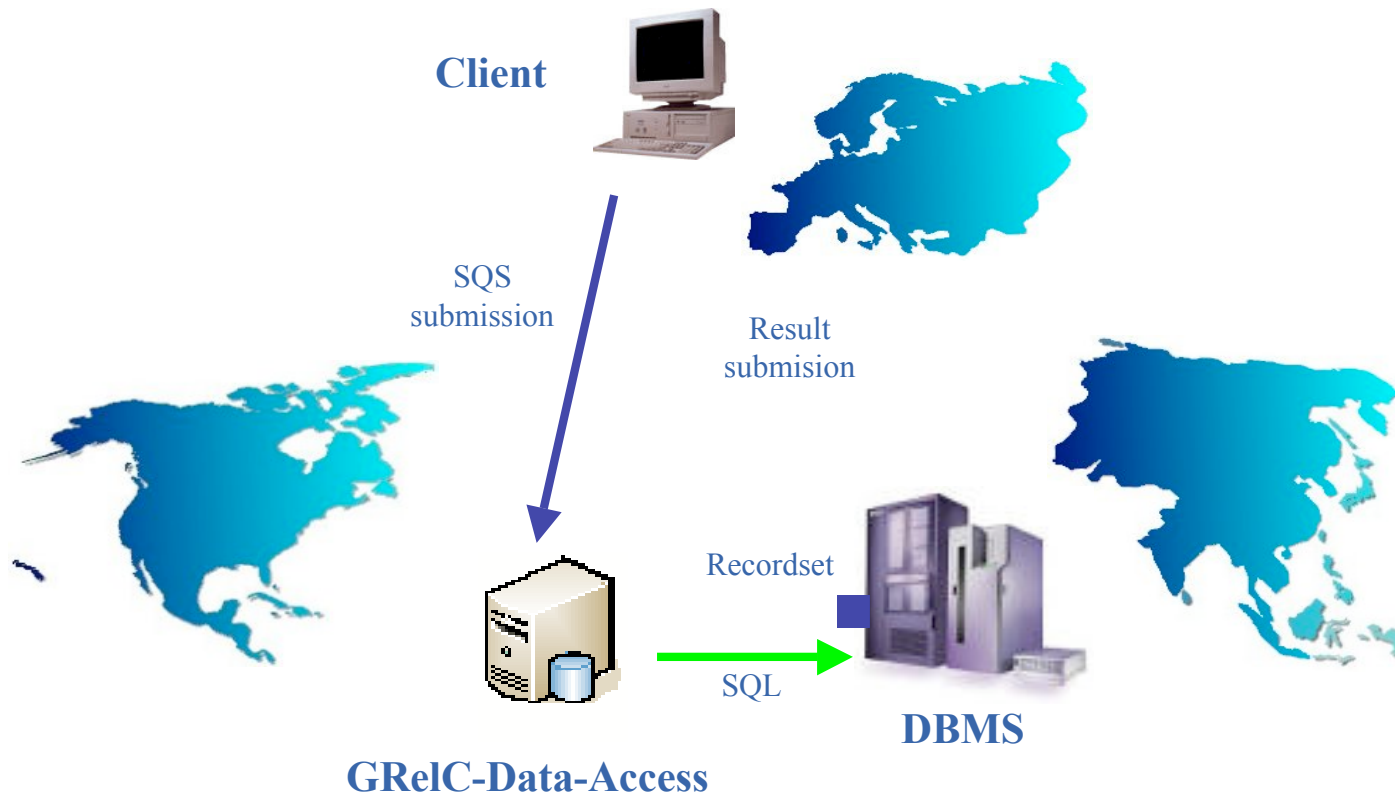 Client
SQS
submission
Result
submision
Recordset
SQL
DBMS
GRelC-Data-Access